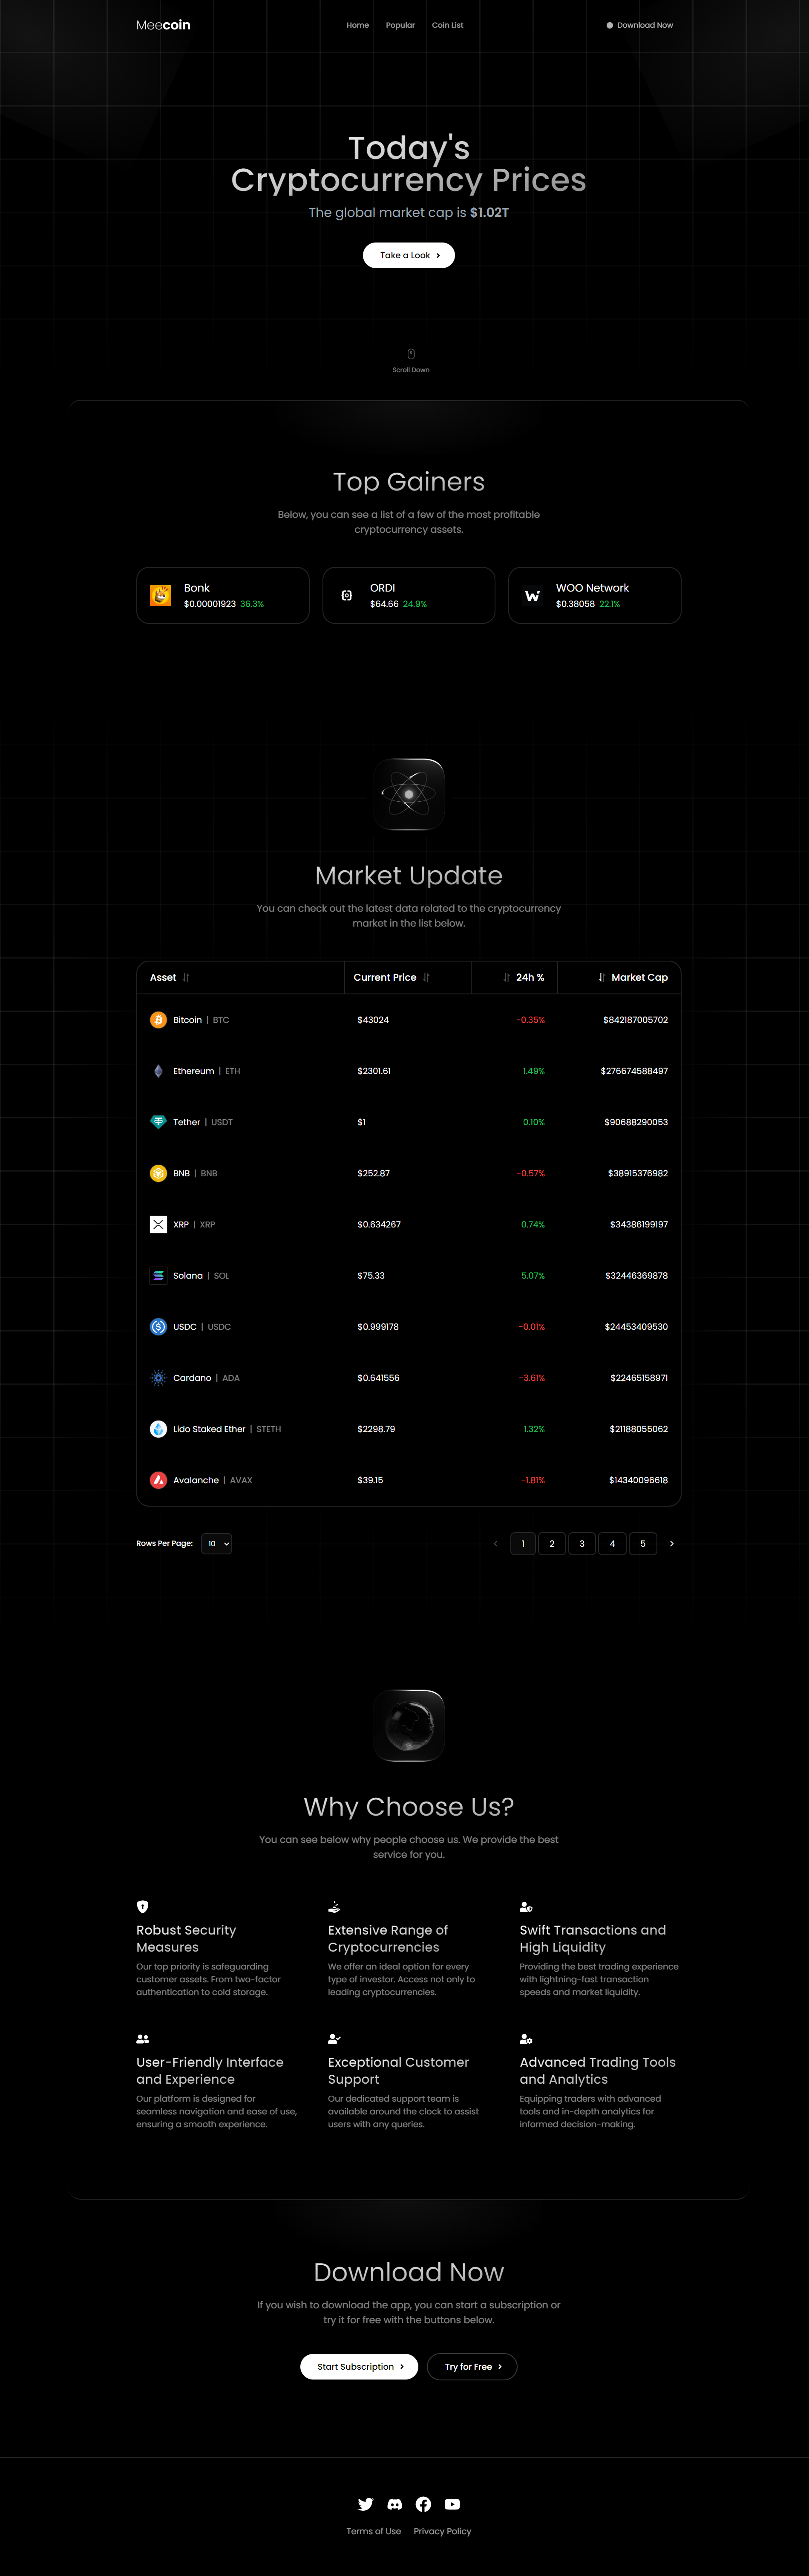 Meecoin
Home Popular Coin List
Download Now
Today's
Cryptocurrency Prices
The global market cap is $1.02T
Take a Look
Scroll Down
Top Gainers
Below, you can see a list of a few of the most profitable
cryptocurrency assets.
Bonk
$0.00001923 36.3%
ORDI
$64.66 24.9%
WOO Network
$0.38058 22.1%
Market Update
You can check out the latest data related to the cryptocurrency
market in the list below.
Asset Current Price 24h % Market Cap
Bitcoin | BTC $43024 -0.35% $842187005702
Ethereum | ETH $2301.61 1.49% $276674588497
Tether | USDT $1 0.10% $90688290053
BNB | BNB $252.87 -0.57% $38915376982
XRP | XRP $0.634267 0.74% $34386199197
Solana | SOL $75.33 5.07% $32446369878
USDC | USDC $0.999178 -0.01% $24453409530
Cardano | ADA $0.641556 -3.61% $22465158971
Lido Staked Ether | STETH $2298.79 1.32% $21188055062
Avalanche | AVAX $39.15 -1.81% $14340096618
Rows Per Page: 10 1 2 3 4 5
Why Choose Us?
You can see below why people choose us. We provide the best
service for you.
Robust Security
Measures
Our top priority is safeguarding
customer assets. From two-factor
authentication to cold storage.
Extensive Range of
Cryptocurrencies
We offer an ideal option for every
type of investor. Access not only to
leading cryptocurrencies.
Swift Transactions and
High Liquidity
Providing the best trading experience
with lightning-fast transaction
speeds and market liquidity.
User-Friendly Interface
and Experience
Our platform is designed for
seamless navigation and ease of use,
ensuring a smooth experience.
Exceptional Customer
Support
Our dedicated support team is
available around the clock to assist
users with any queries.
Advanced Trading Tools
and Analytics
Equipping traders with advanced
tools and in-depth analytics for
informed decision-making.
Download Now
If you wish to download the app, you can start a subscription or
try it for free with the buttons below.
Start Subscription
Try for Free
Terms of Use Privacy Policy